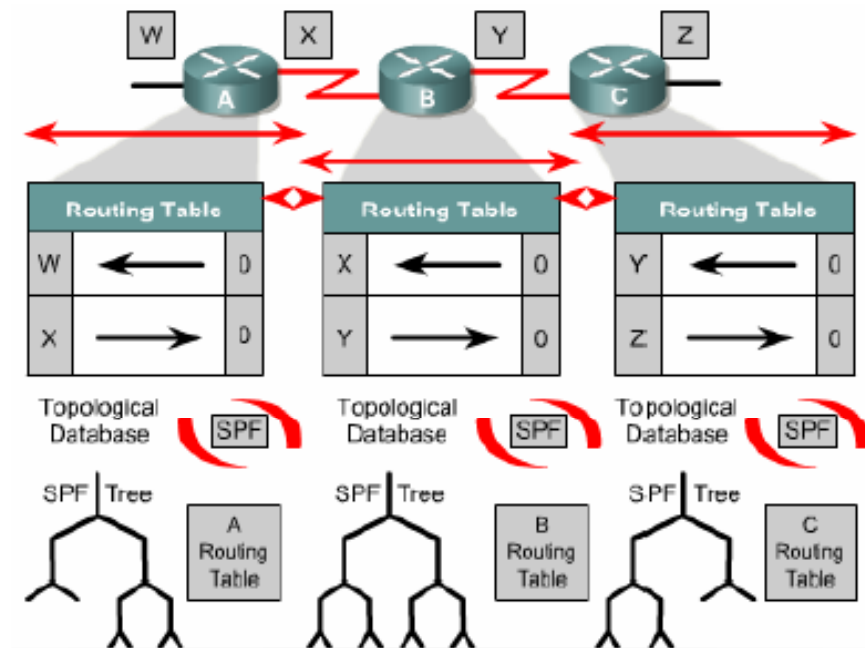 W X Y Z
A B C
Routing Table Routing Table Routing Table
W 0 X 0 Y 0
X 0 Y 0 Z 0
Topological Database SPF Topological Database SPF Topological Database SPF
SPF Tree SPF Tree SPF Tree
A Routing Table B Routing Table C Routing Table